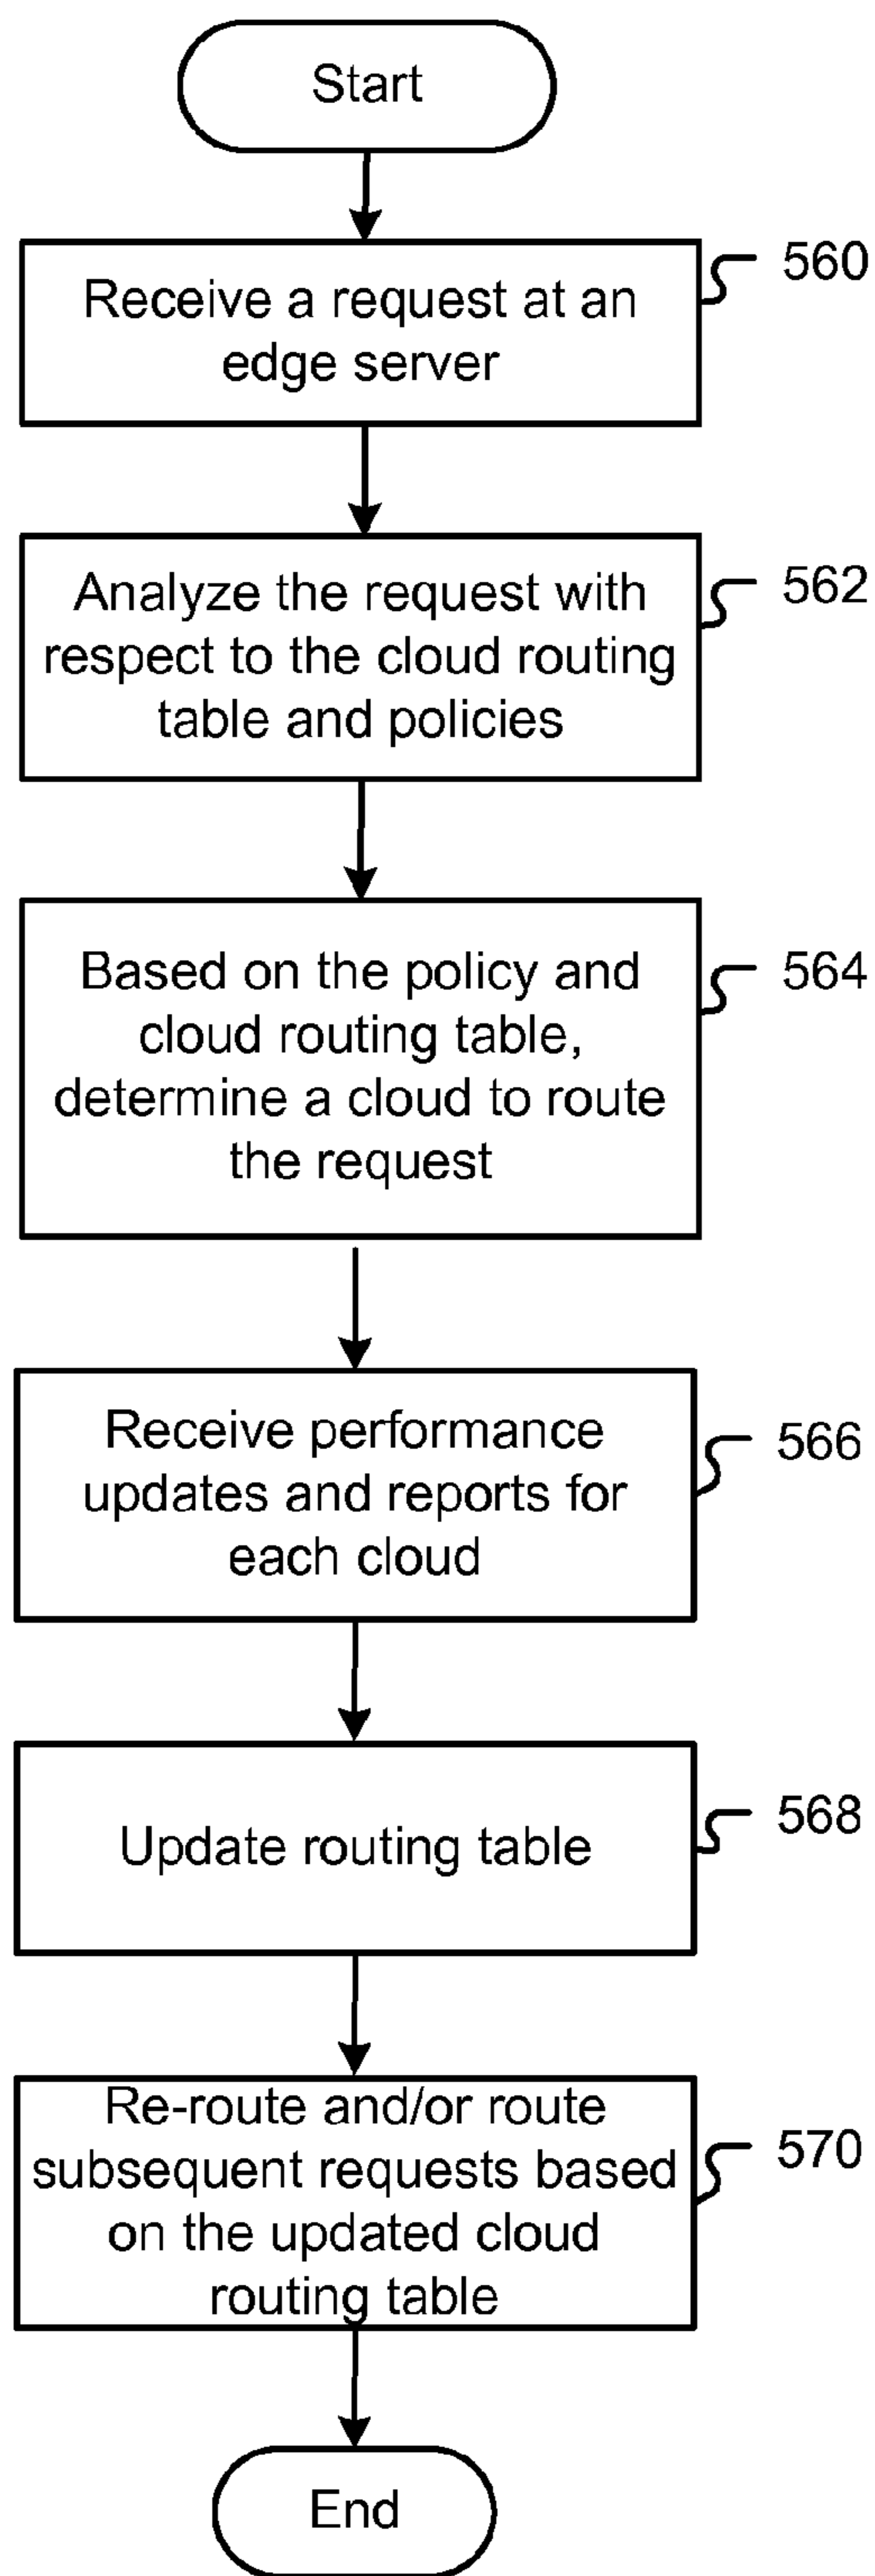 Start
Receive a request at an
edge server
560
Analyze the request with
respect to the cloud routing
table and policies
562
Based on the policy and
cloud routing table,
determine a cloud to route
the request
564
Receive performance
updates and reports for
each cloud
566
Update routing table
568
Re-route and/or route
subsequent requests based
on the updated cloud
routing table
570
End